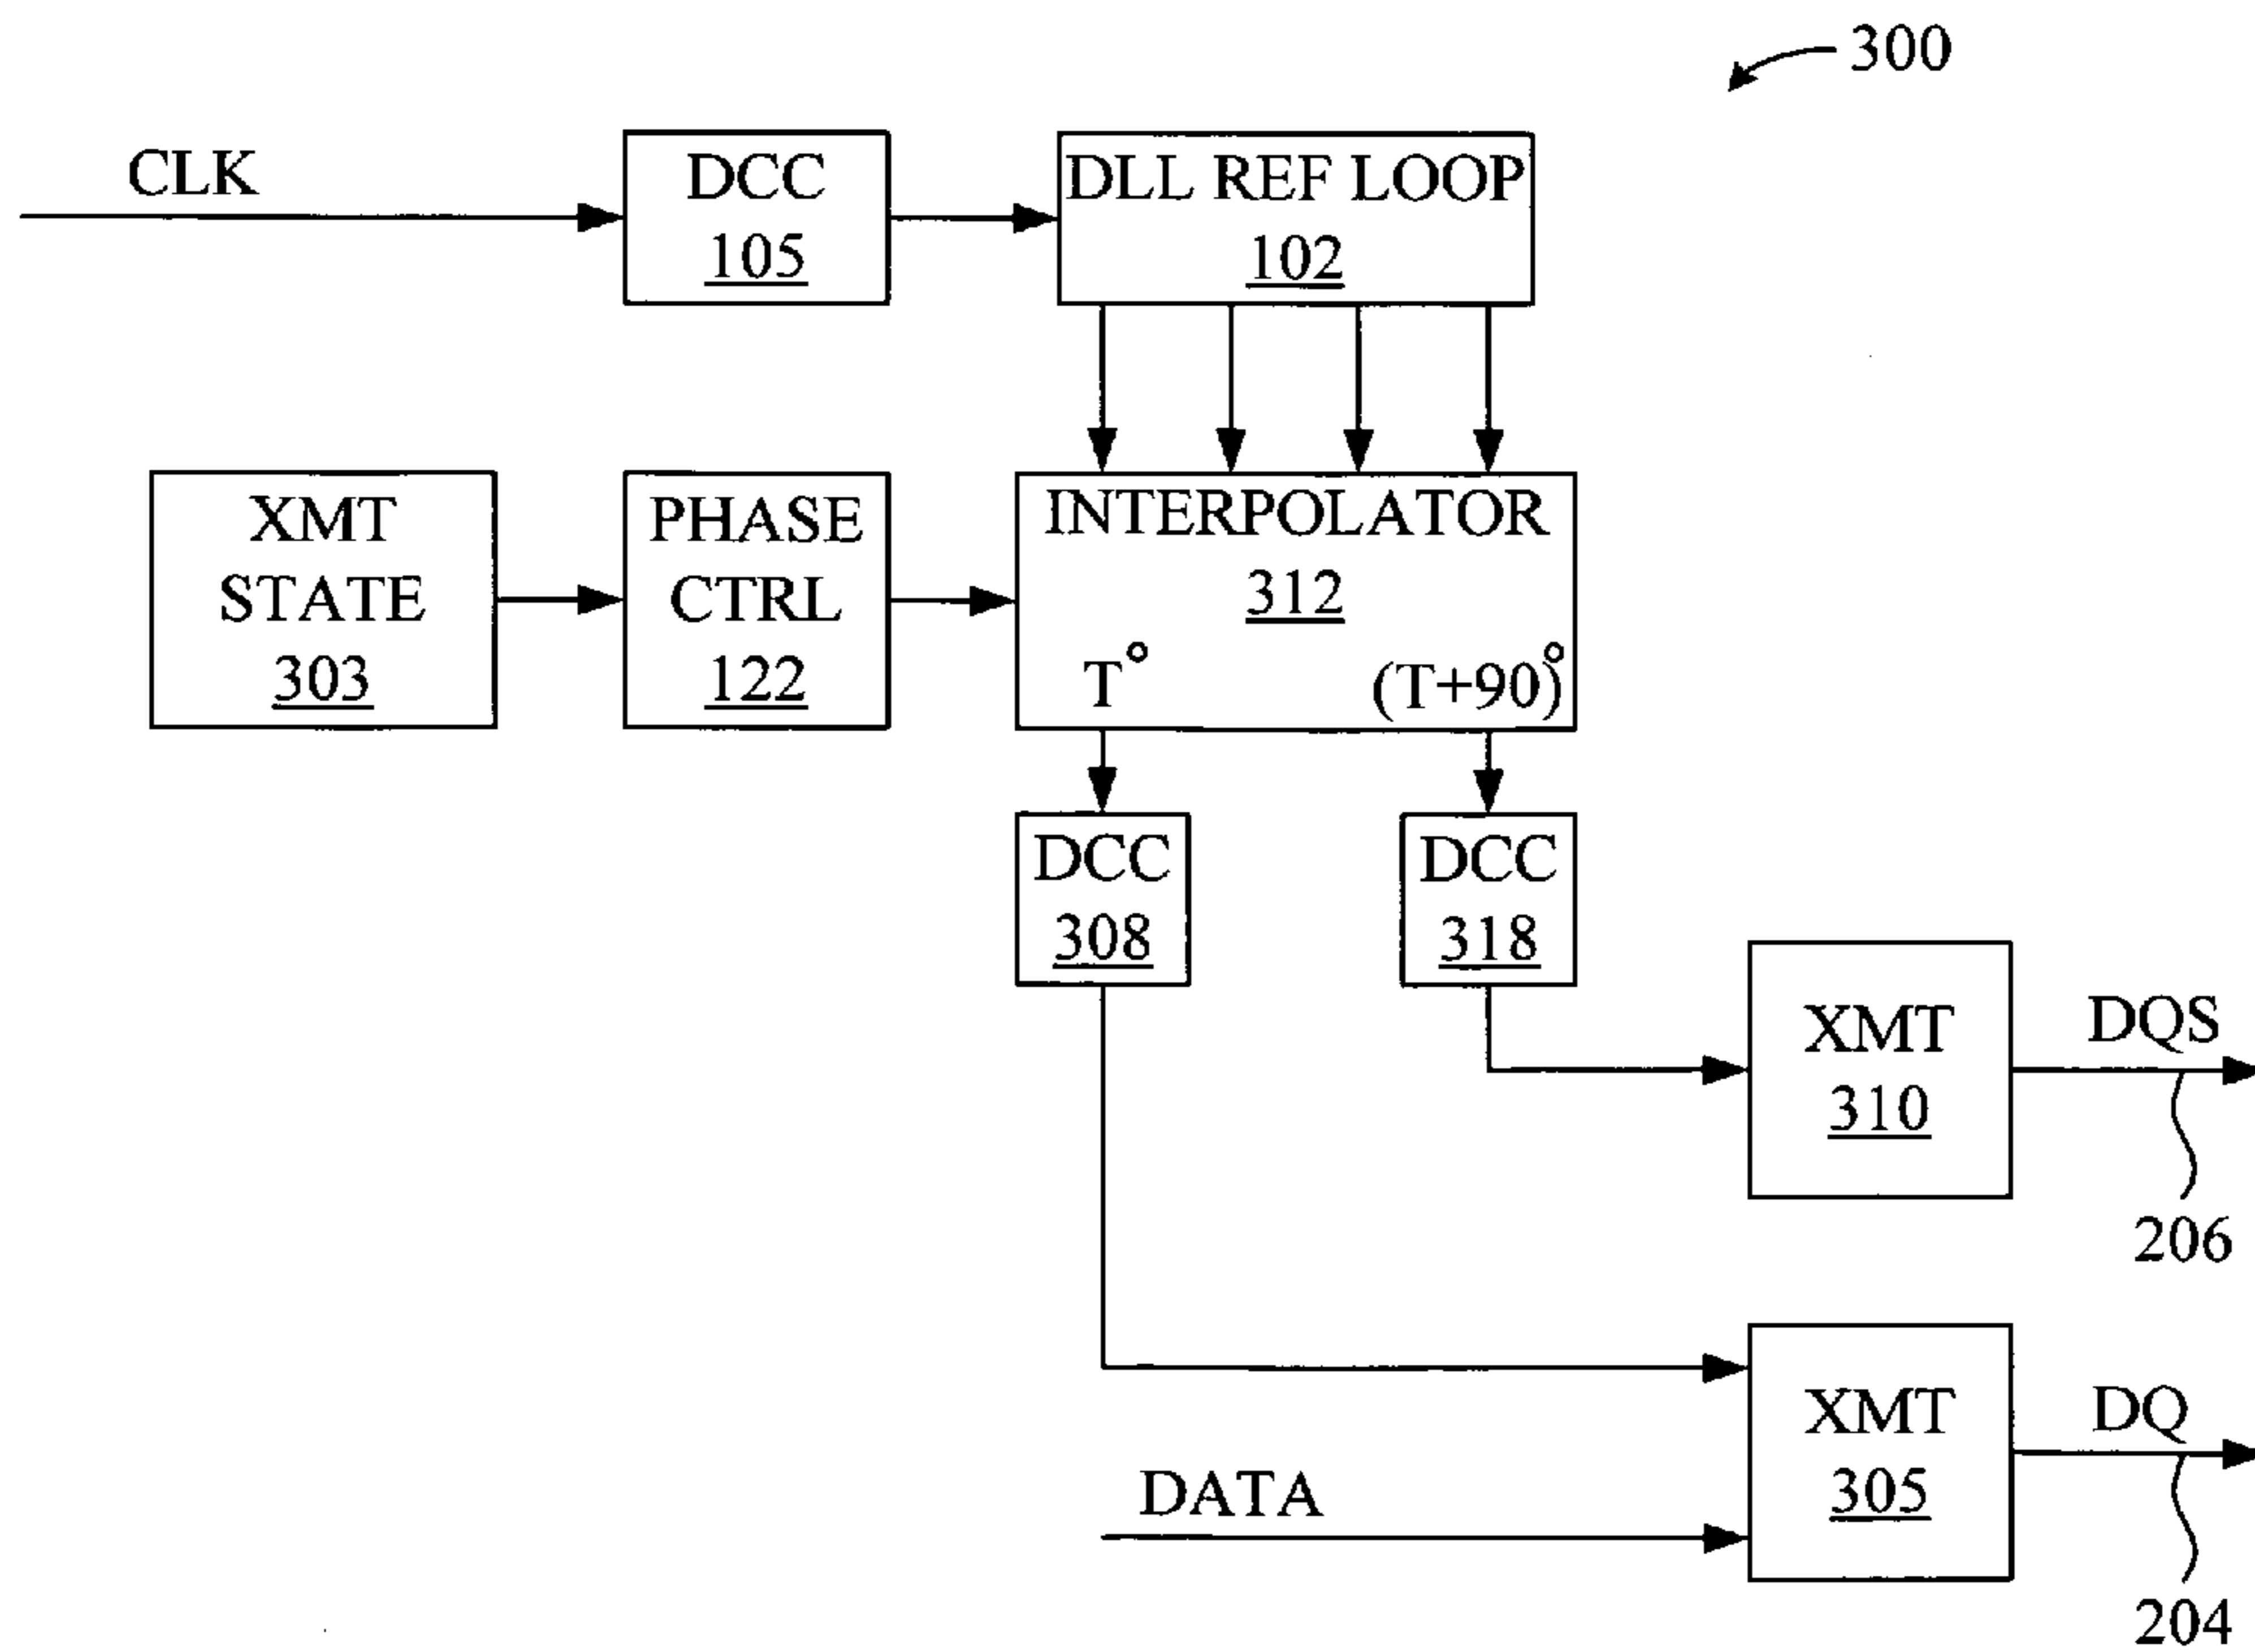 300
CLK
DCC
105
DLL REF LOOP
102
XMT
STATE
303
PHASE
CTRL
122
INTERPOLATOR
312
T°
(T+90)°
DCC
308
DCC
318
XMT
310
DQS
206
XMT
305
DQ
204
DATA